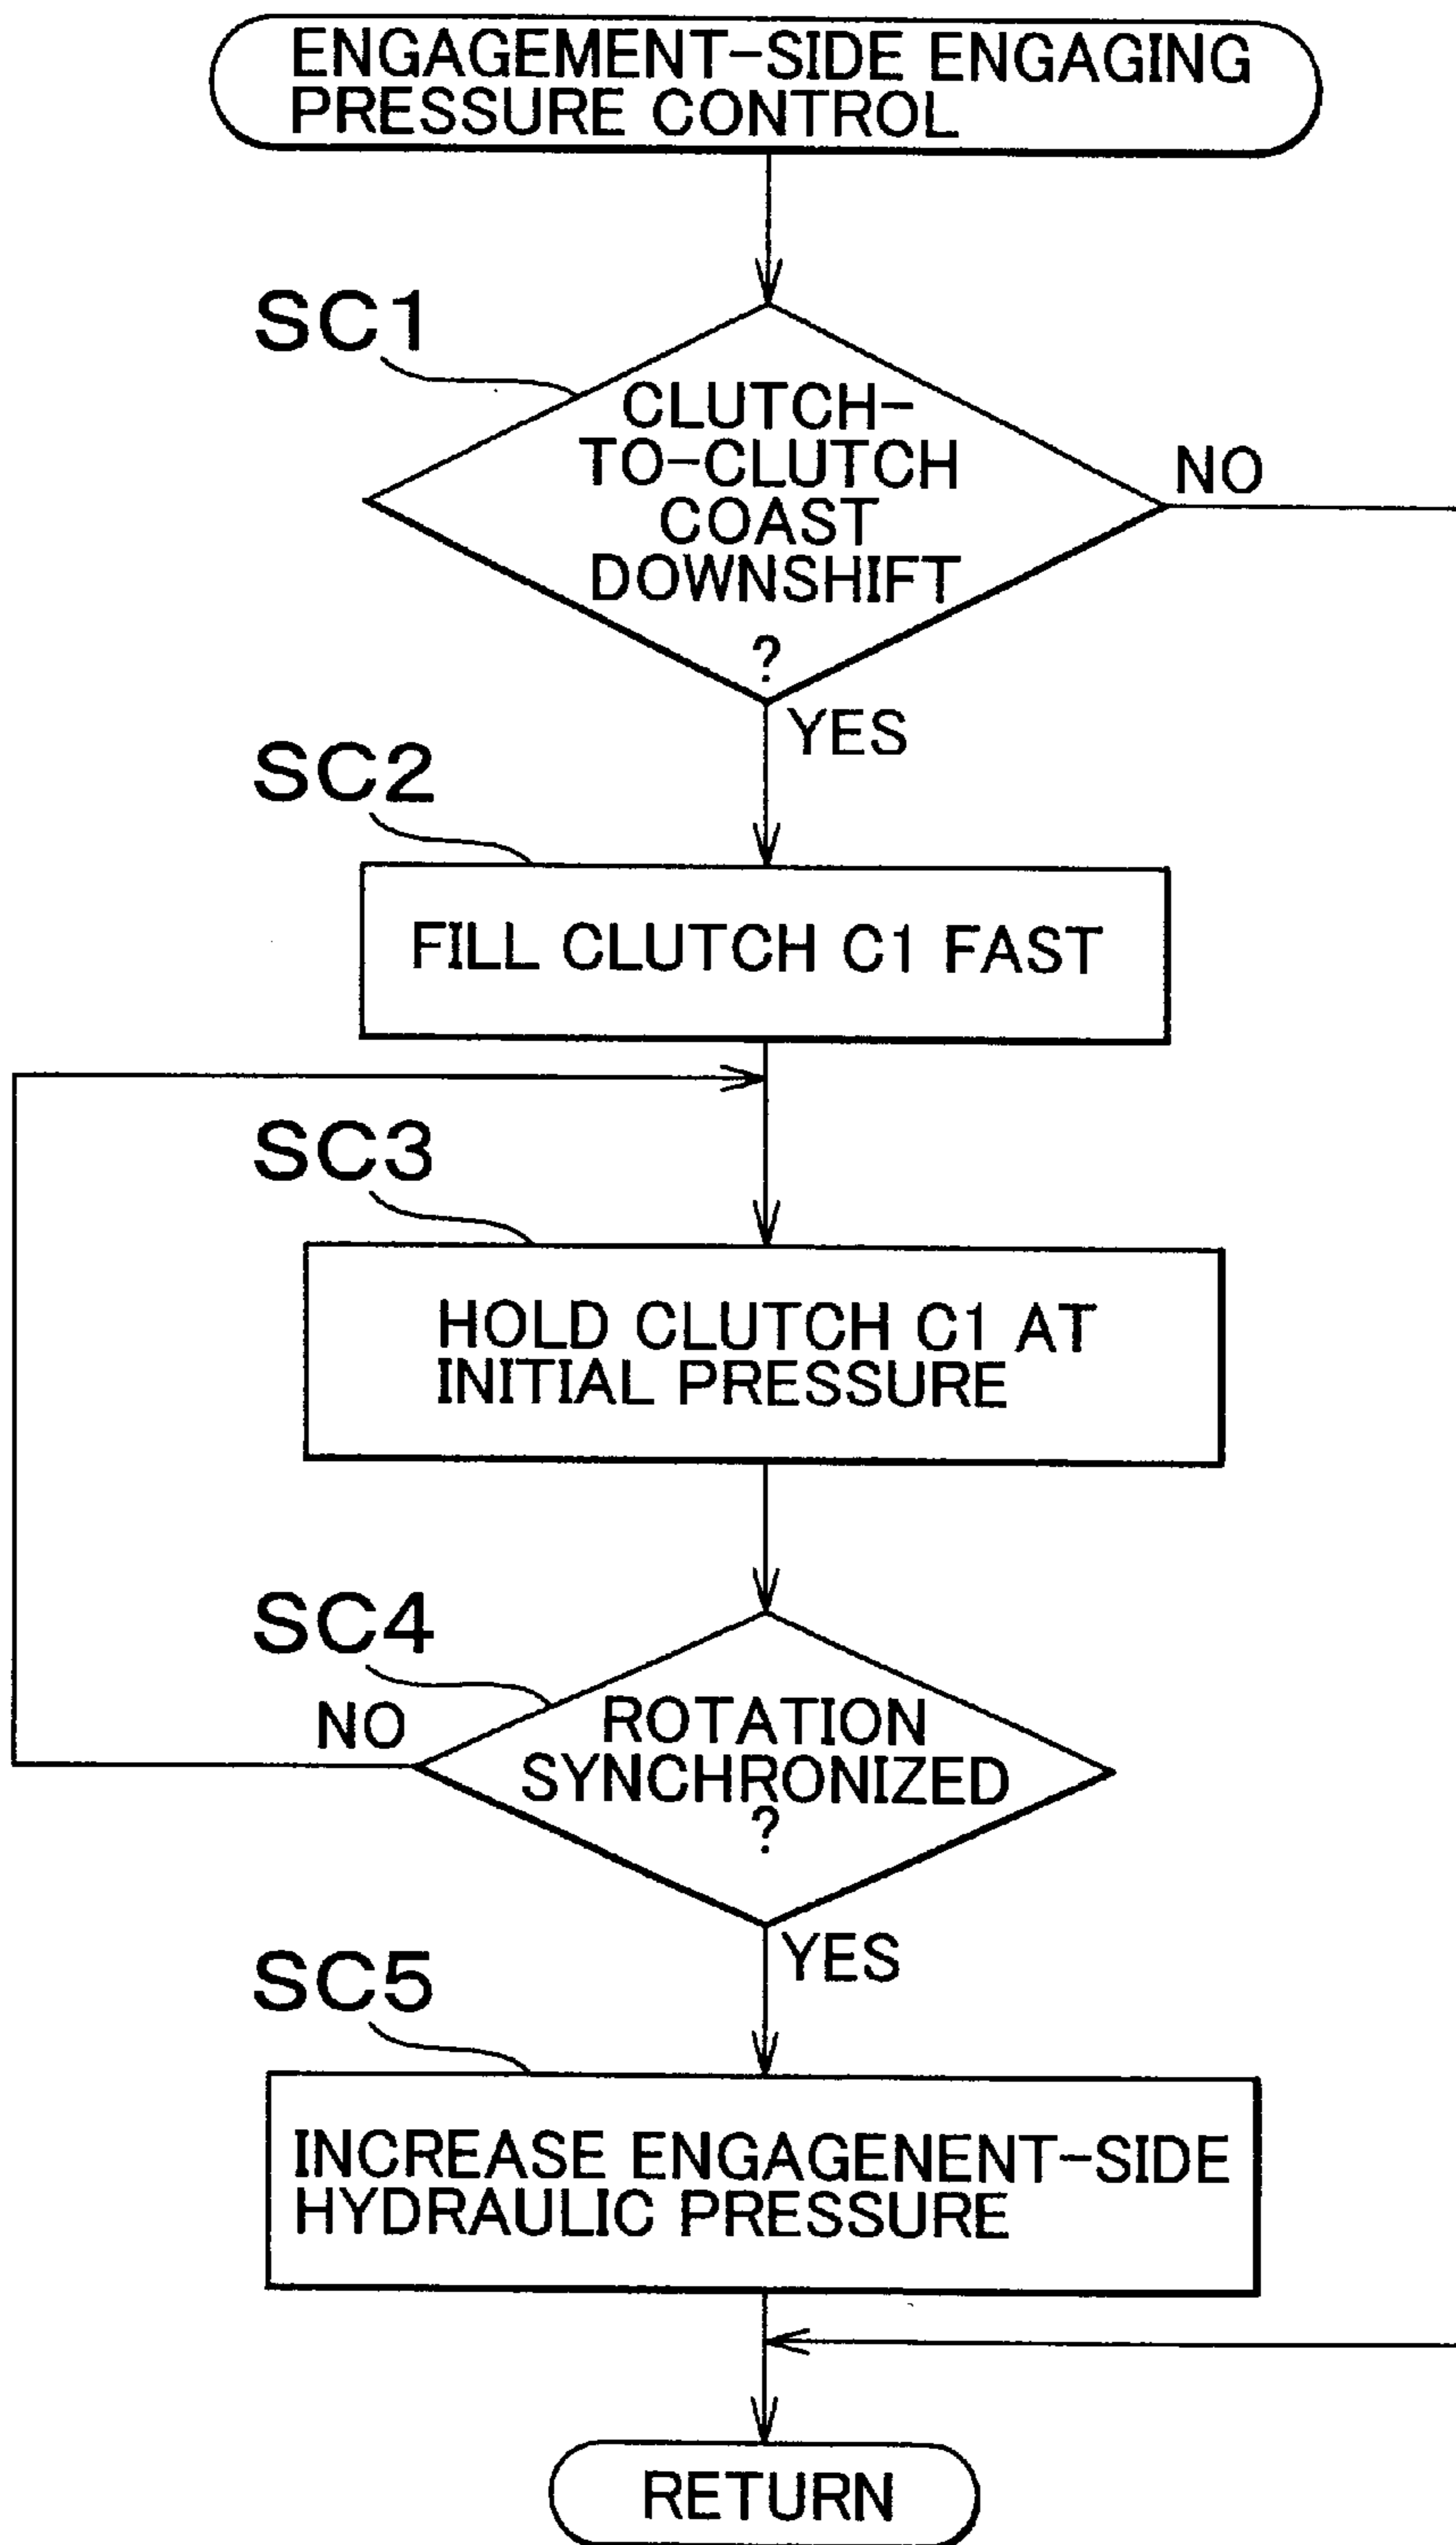 ENGAGEMENT-SIDE ENGAGING
PRESSURE CONTROL
SC1
CLUTCH-
TO-CLUTCH
COAST
DOWNSHIFT
?
NO
YES
SC2
FILL CLUTCH C1 FAST
SC3
HOLD CLUTCH C1 AT
INITIAL PRESSURE
SC4
NO
ROTATION
SYNCHRONIZED
?
YES
SC5
INCREASE ENGAGENENT-SIDE
HYDRAULIC PRESSURE
RETURN